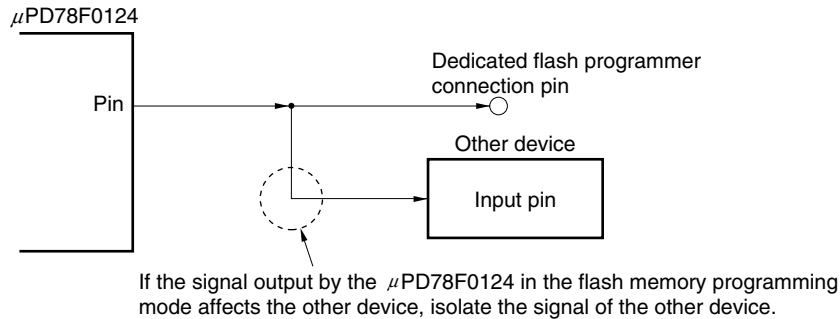 μPD78F0124
Pin
Dedicated flash programmer
connection pin
Other device
Input pin
If the signal output by the μPD78F0124 in the flash memory programming
mode affects the other device, isolate the signal of the other device.